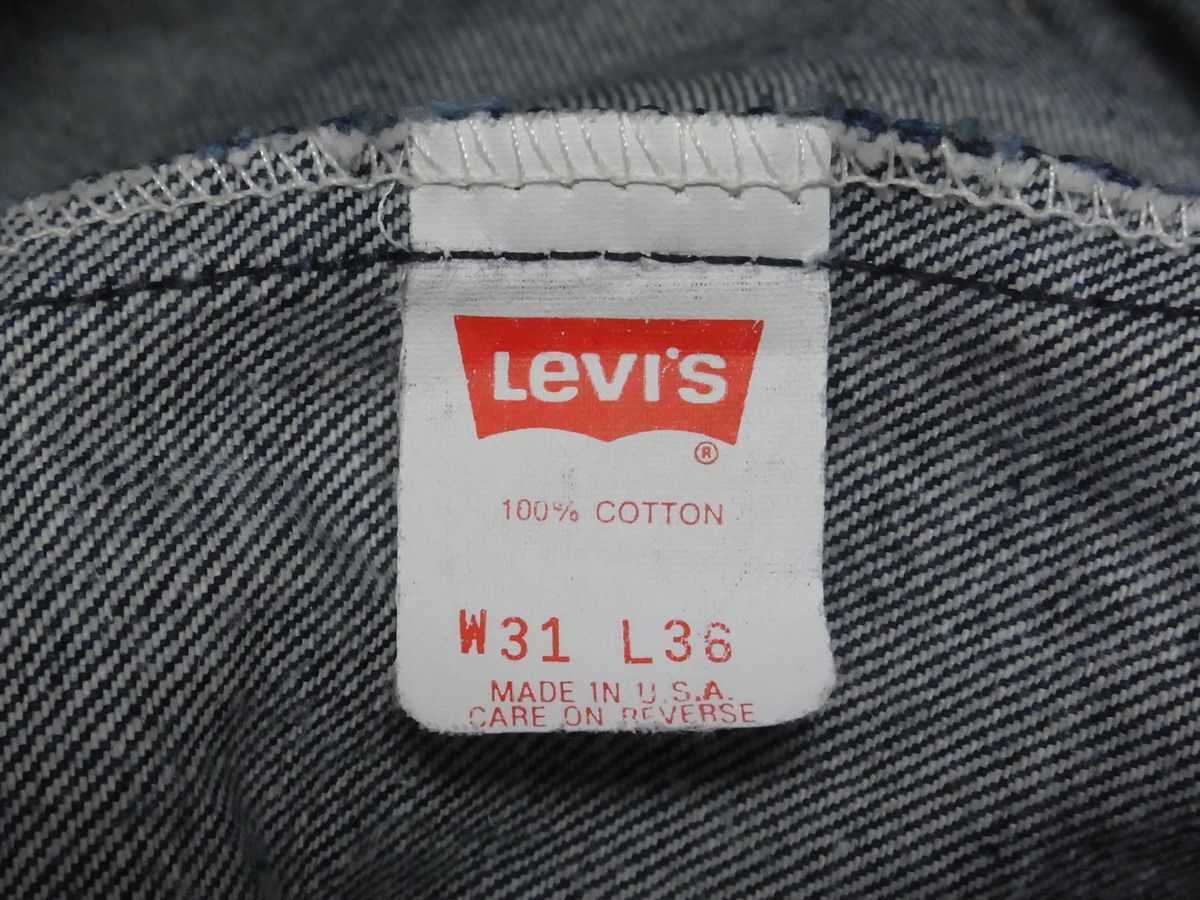 Levi's
®
100% COTTON
W31 L36
MADE IN U.S.A.
CARE ON REVERSE